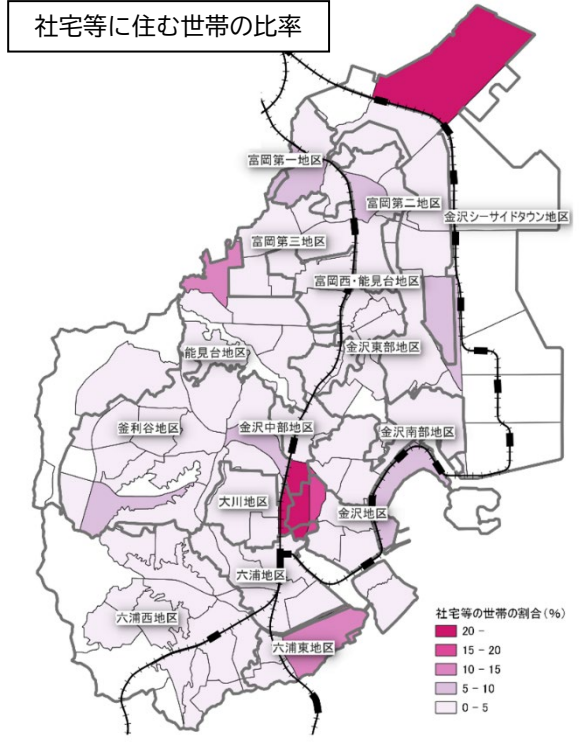 社宅等に住む世帯の比率
富岡第一地区
富岡第二地区
金沢シーサイドタウン地区
富岡第三地区
富岡西・能見台地区
能見台地区
金沢東部地区
釜利谷地区
金沢中部地区
金沢南部地区
大川地区
金沢地区
六浦地区
六浦西地区
六浦東地区
社宅等の世帯の割合(%)
20 -
15 - 20
10 - 15
5 - 10
0 - 5